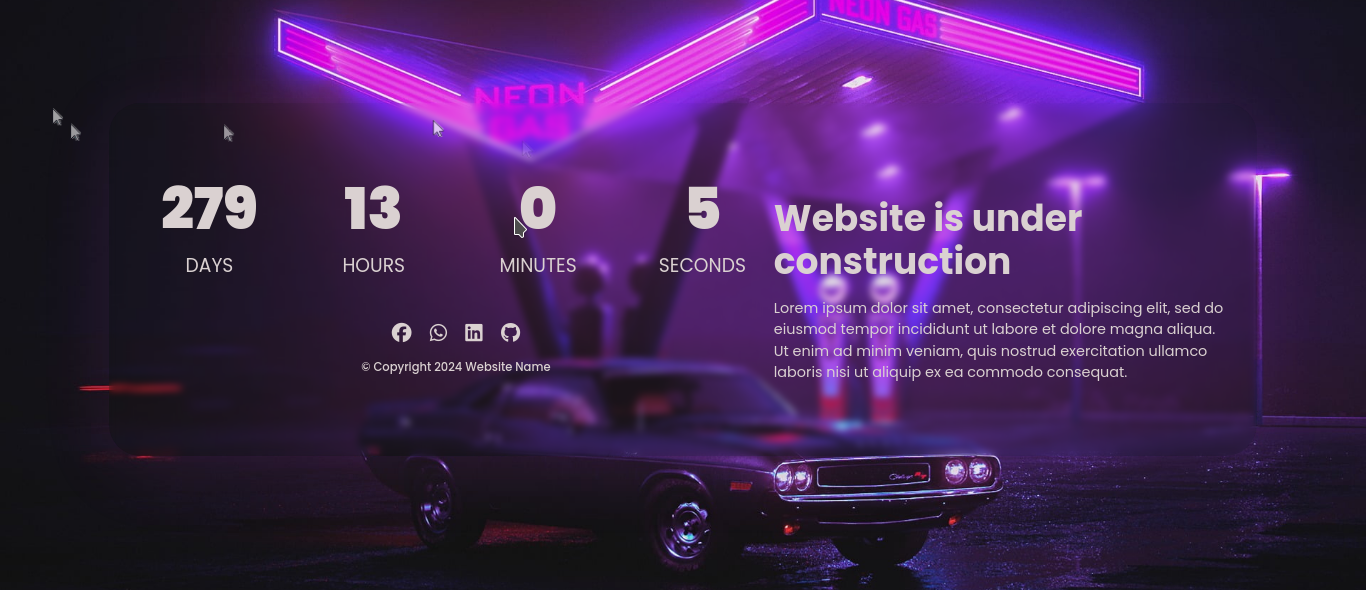 NEON GAS
NEON
GAS
279
13
0
5
DAYS
HOURS
MINUTES
SECONDS
© Copyright 2024 Website Name
Website is under
construction
Lorem ipsum dolor sit amet, consectetur adipiscing elit, sed do
eiusmod tempor incididunt ut labore et dolore magna aliqua.
Ut enim ad minim veniam, quis nostrud exercitation ullamco
laboris nisi ut aliquip ex ea commodo consequat.